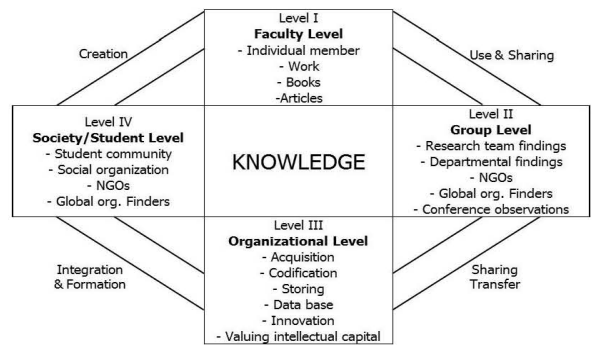 Level I
Faculty Level
- Individual member
- Work
- Books
-Articles
Creation
Use & Sharing
Level IV
Society/Student Level
- Student community
- Social organization
- NGOs
- Global org. Finders
KNOWLEDGE
Level II
Group Level
- Research team findings
- Departmental findings
- NGOs
- Global org. Finders
- Conference observations
Level III
Organizational Level
- Acquisition
- Codification
- Storing
- Data base
- Innovation
- Valuing intellectual capital
Integration
& Formation
Sharing
Transfer